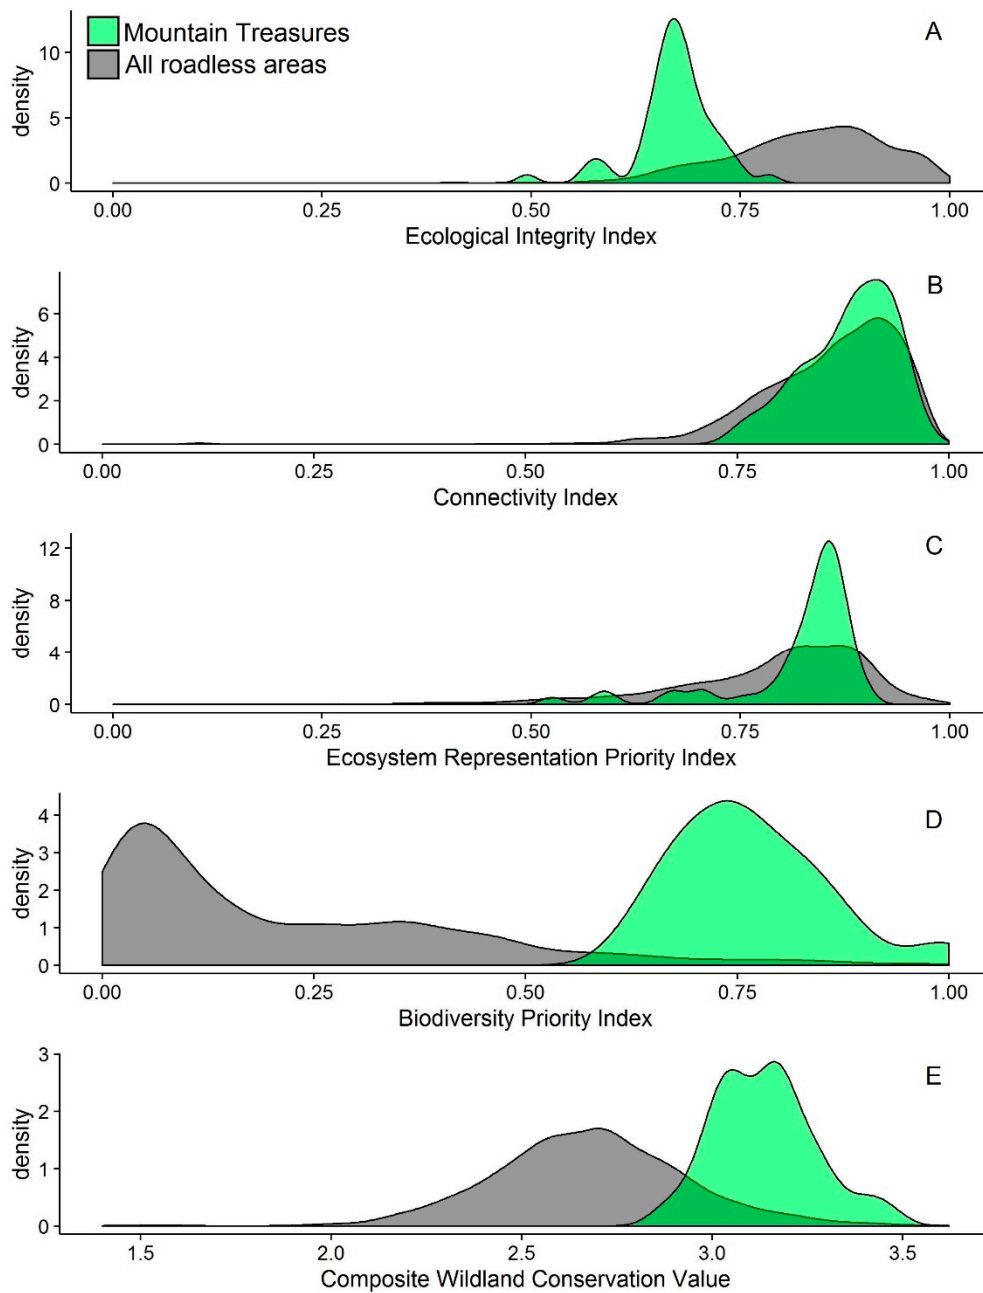 Mountain Treasures
All roadless areas
A
density
10
5
0
0.00 0.25 0.50 0.75 1.00
Ecological Integrity Index
B
density
6
4
2
0
0.00 0.25 0.50 0.75 1.00
Connectivity Index
C
density
12
8
4
0
0.00 0.25 0.50 0.75 1.00
Ecosystem Representation Priority Index
D
density
4
3
2
1
0
0.00 0.25 0.50 0.75 1.00
Biodiversity Priority Index
E
density
3
2
1
0
1.5 2.0 2.5 3.0 3.5
Composite Wildland Conservation Value